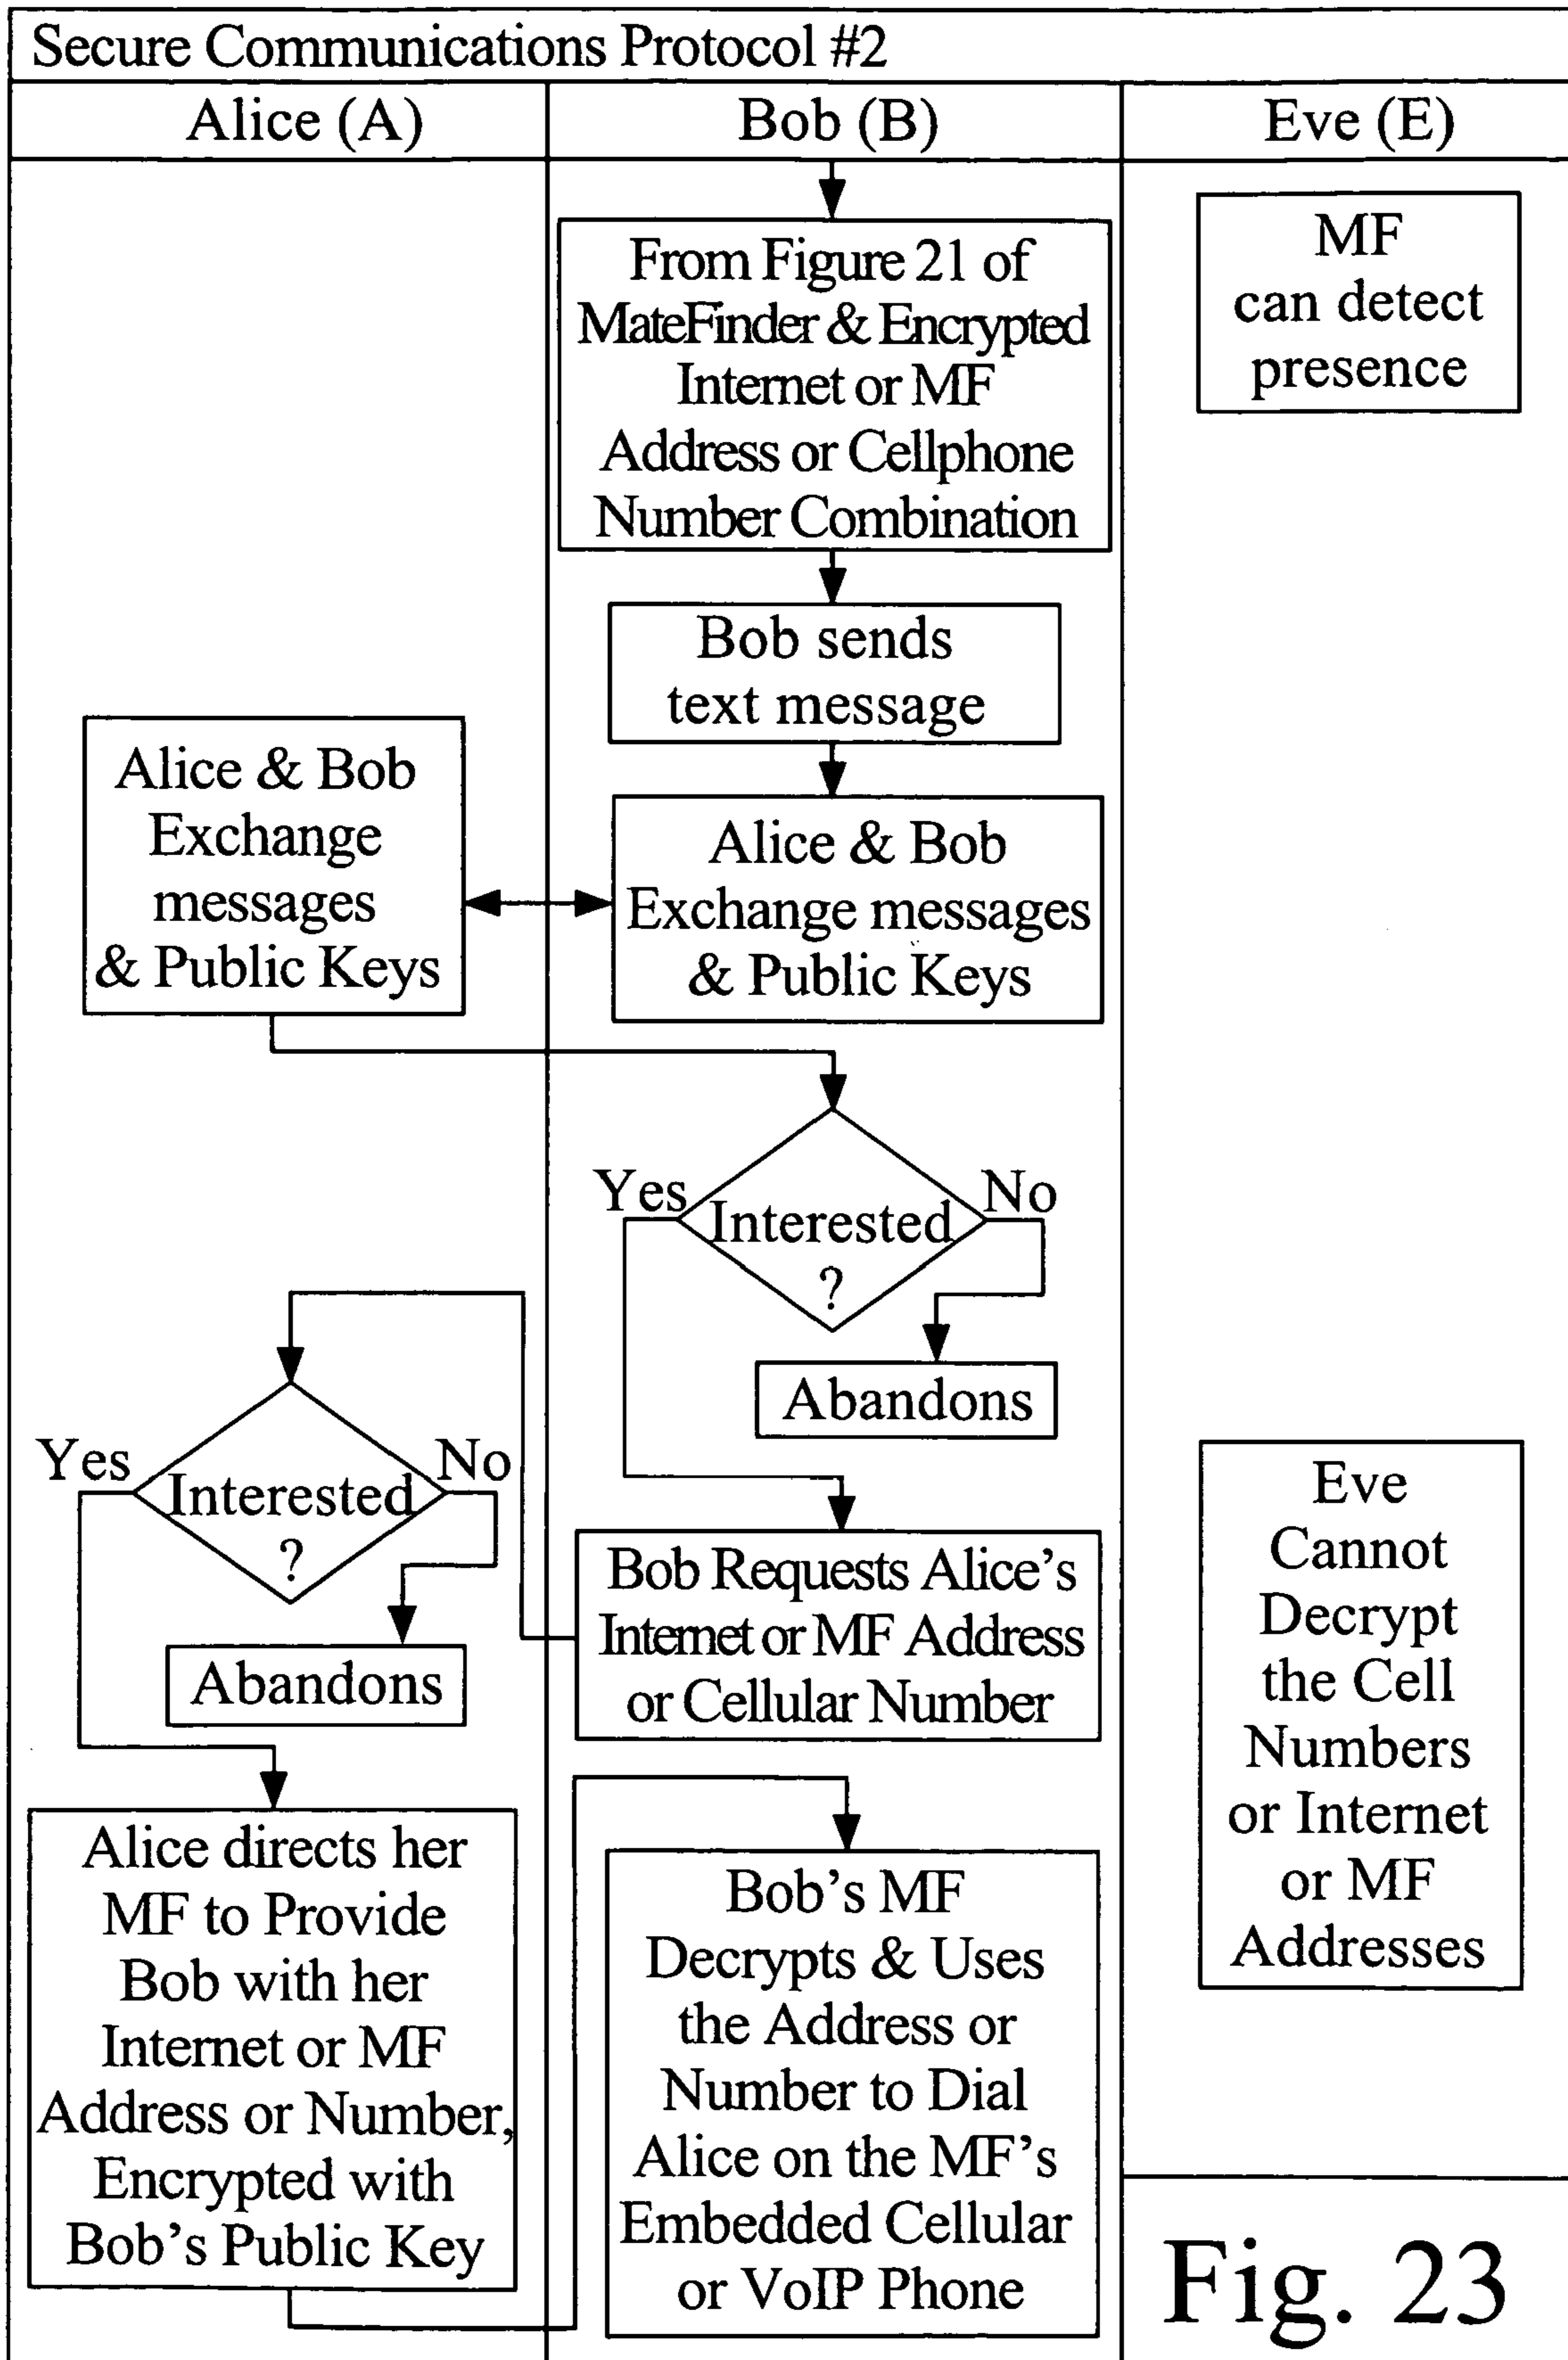 Secure Communications Protocol #2
Alice (A)
Bob (B)
Eve (E)
From Figure 21 of
MateFinder & Encrypted
Internet or MF
Address or Cellphone
Number Combination
MF
can detect
presence
Bob sends
text message
Alice & Bob
Exchange
messages
& Public Keys
Alice & Bob
Exchange messages
& Public Keys
Yes
No
Interested
?
Abandons
Yes
No
Interested
?
Abandons
Bob Requests Alice's
Internet or MF Address
or Cellular Number
Eve
Cannot
Decrypt
the Cell
Numbers
or Internet
or MF
Addresses
Alice directs her
MF to Provide
Bob with her
Internet or MF
Address or Number,
Encrypted with
Bob's Public Key
Bob's MF
Decrypts & Uses
the Address or
Number to Dial
Alice on the MF's
Embedded Cellular
or VoIP Phone
Fig. 23